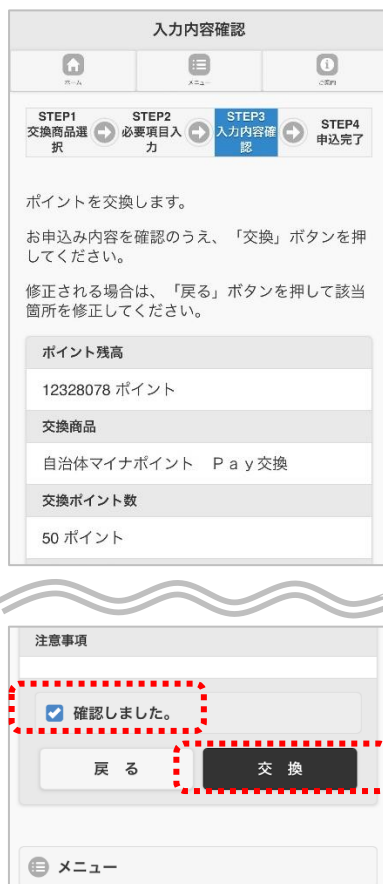 入力内容確認
ホーム メニュー ご案内
STEP1
交換商品選
択
STEP2
必要項目入
力
STEP3
入力内容確
認
STEP4
申込完了
ポイントを交換します。
お申込み内容を確認のうえ、「交換」ボタンを押
してください。
修正される場合は、「戻る」ボタンを押して該当
箇所を修正してください。
ポイント残高
12328078 ポイント
交換商品
自治体マイナポイント　Ｐａｙ交換
交換ポイント数
50 ポイント
注意事項
確認しました。
戻 る 交 換
メニュー